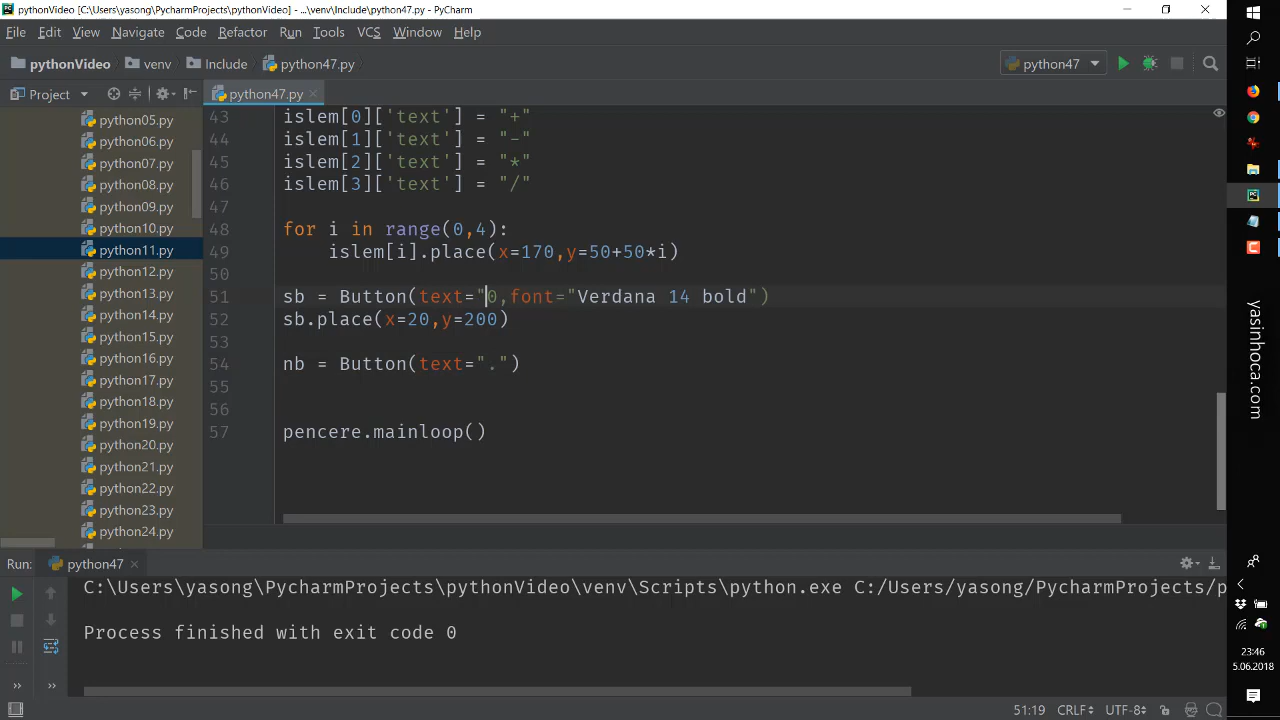 pythonVideo [C:\Users\yasong\PycharmProjects\pythonVideo] - ...\venv\Include\python47.py - PyCharm
File Edit View Navigate Code Refactor Run Tools VCS Window Help
pythonVideo venv Include python47.py python47
Project python47.py
python05.py
python06.py
python07.py
python08.py
python09.py
python10.py
python11.py
python12.py
python13.py
python14.py
python15.py
python16.py
python17.py
python18.py
python19.py
python20.py
python21.py
python22.py
python23.py
python24.py
43 islem[0]['text'] = "+"
44 islem[1]['text'] = "-"
45 islem[2]['text'] = "*"
46 islem[3]['text'] = "/"
47
48 for i in range(0,4):
49 islem[i].place(x=170,y=50+50*i)
50
51 sb = Button(text="0,font="Verdana 14 bold")
52 sb.place(x=20,y=200)
53
54 nb = Button(text=".")
55
56
57 pencere.mainloop()
Run: python47
C:\Users\yasong\PycharmProjects\pythonVideo\venv\Scripts\python.exe C:/Users/yasong/PycharmProjects/p
Process finished with exit code 0
51:19 CRLF UTF-8
yasinhoca.com
23:46
5.06.2018